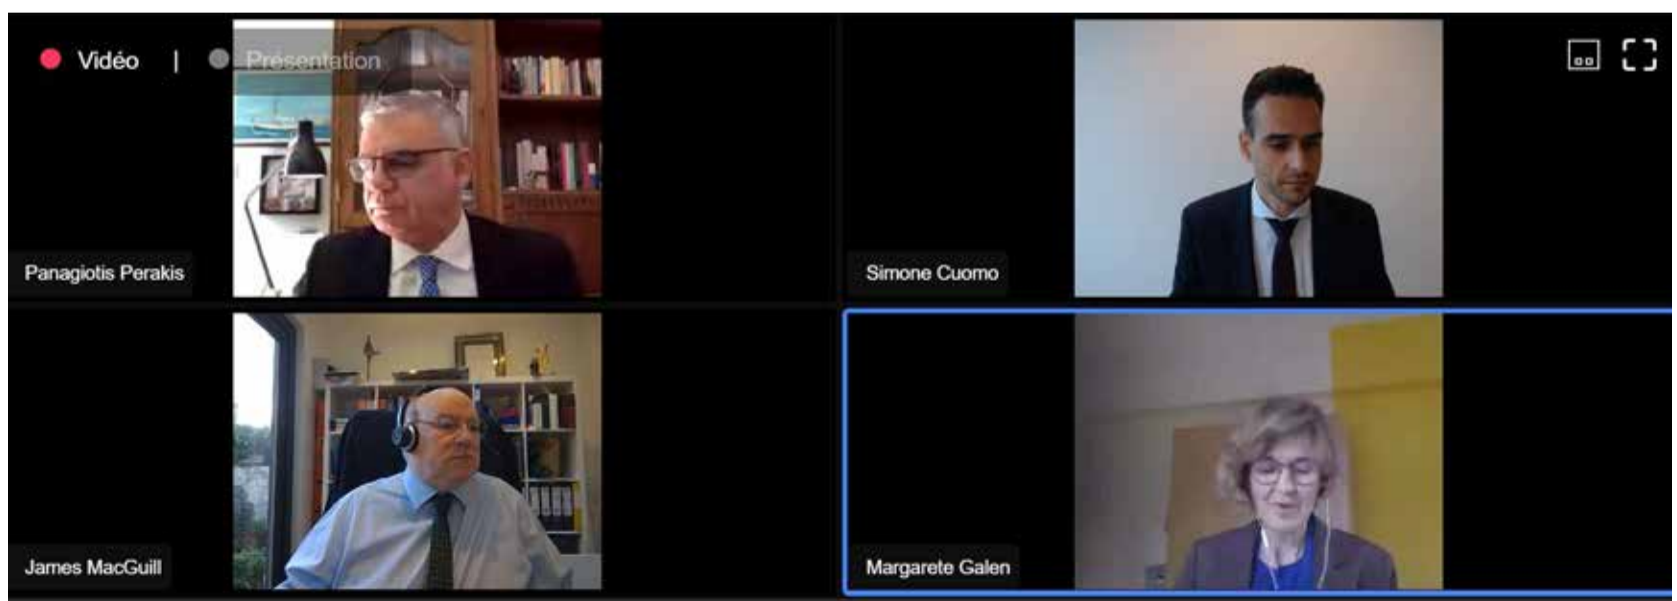 Vidéo | Présentation
Panagiotis Perakis
Simone Cuomo
James MacGuill
Margarete Galen